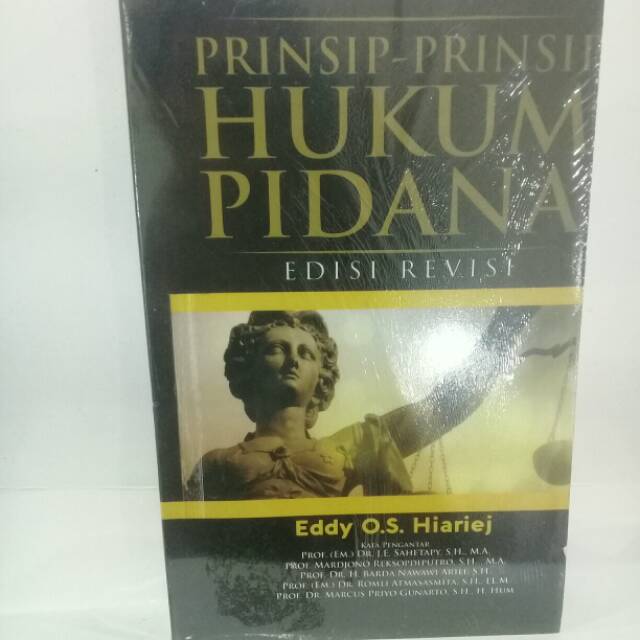 PRINSIP-PRINSIP
HUKUM
PIDANA
EDISI REVISI
Eddy O.S. Hiariej
KATA PENGANTAR
PROF. (EM.) DR. J.E. SAHETAPY, S.H., M.A.
PROF. MARDJONO REKSODIPUTRO, S.H., M.A.
PROF. DR. H. BARDA NAWAWI ARIEF, S.H.
PROF. (EM.) DR. ROMLI ATMASASMITA, S.H., LL.M
PROF. DR. MARCUS PRIYO GUNARTO, S.H., H. HUM